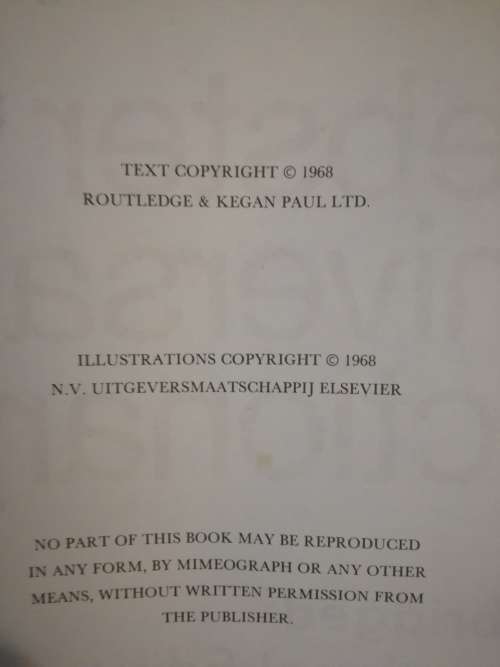 TEXT COPYRIGHT © 1968
ROUTLEDGE & KEGAN PAUL LTD.
ILLUSTRATIONS COPYRIGHT © 1968
N.V. UITGEVERSMAATSCHAPPIJ ELSEVIER
NO PART OF THIS BOOK MAY BE REPRODUCED
IN ANY FORM, BY MIMEOGRAPH OR ANY OTHER
MEANS, WITHOUT WRITTEN PERMISSION FROM
THE PUBLISHER.